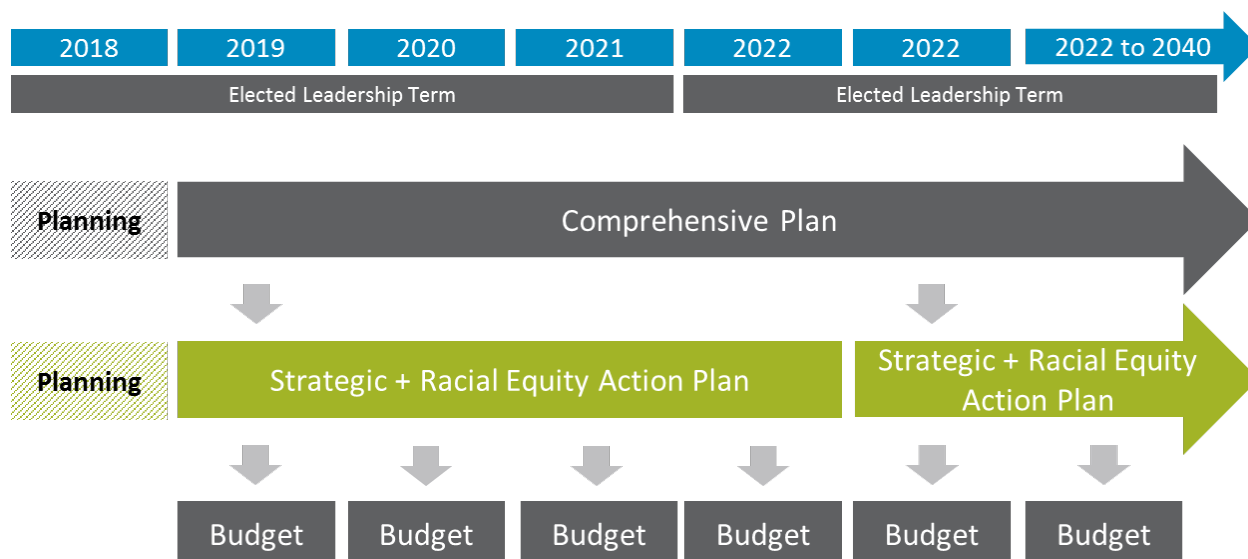 2018 2019 2020 2021 2022 2022 2022 to 2040
Elected Leadership Term Elected Leadership Term
Planning Comprehensive Plan
Planning Strategic + Racial Equity Action Plan Strategic + Racial Equity
Action Plan
Budget Budget Budget Budget Budget Budget